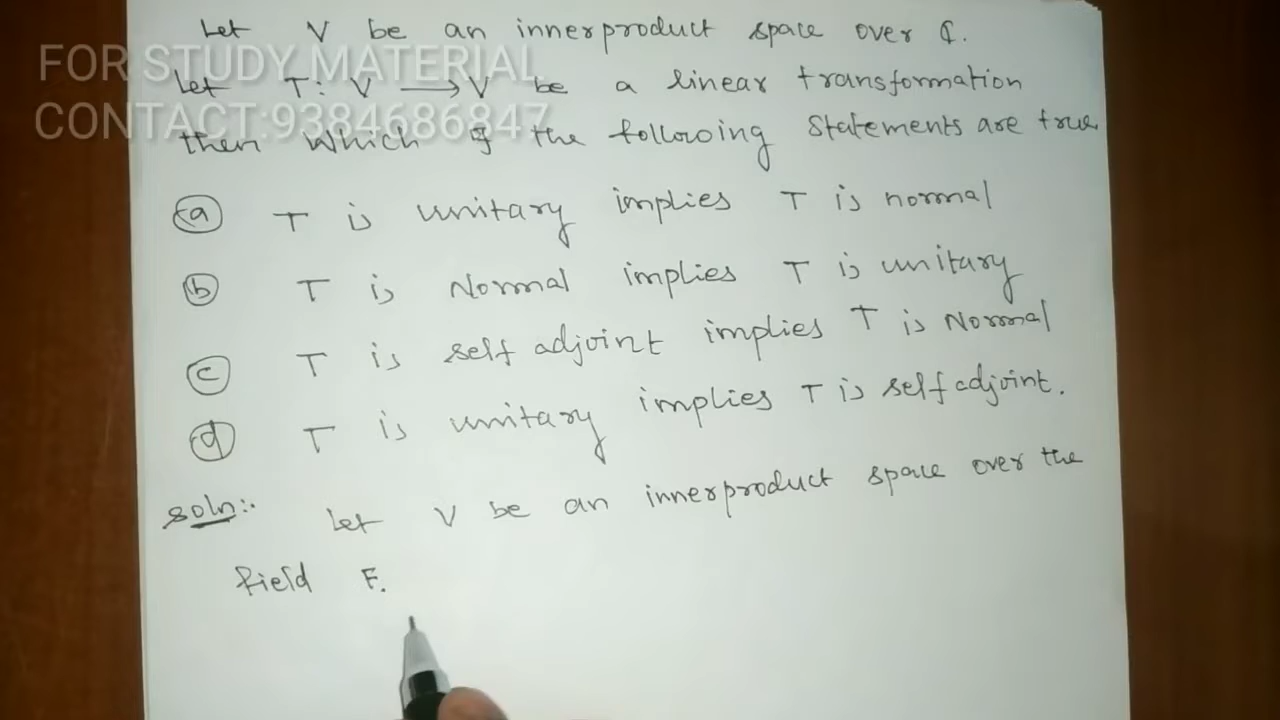 Let V be an innerproduct space over ℂ.
FOR STUDY MATERIAL
Let T: V ⟶ V be a linear transformation
CONTACT:9384686847
then Which of the following Statements are true
(a) T is unitary implies T is normal
(b) T is Normal implies T is unitary
(c) T is self adjoint implies T is Normal
(d) T is unitary implies T is self adjoint.
Soln:- Let V be an innerproduct space over the
field F.